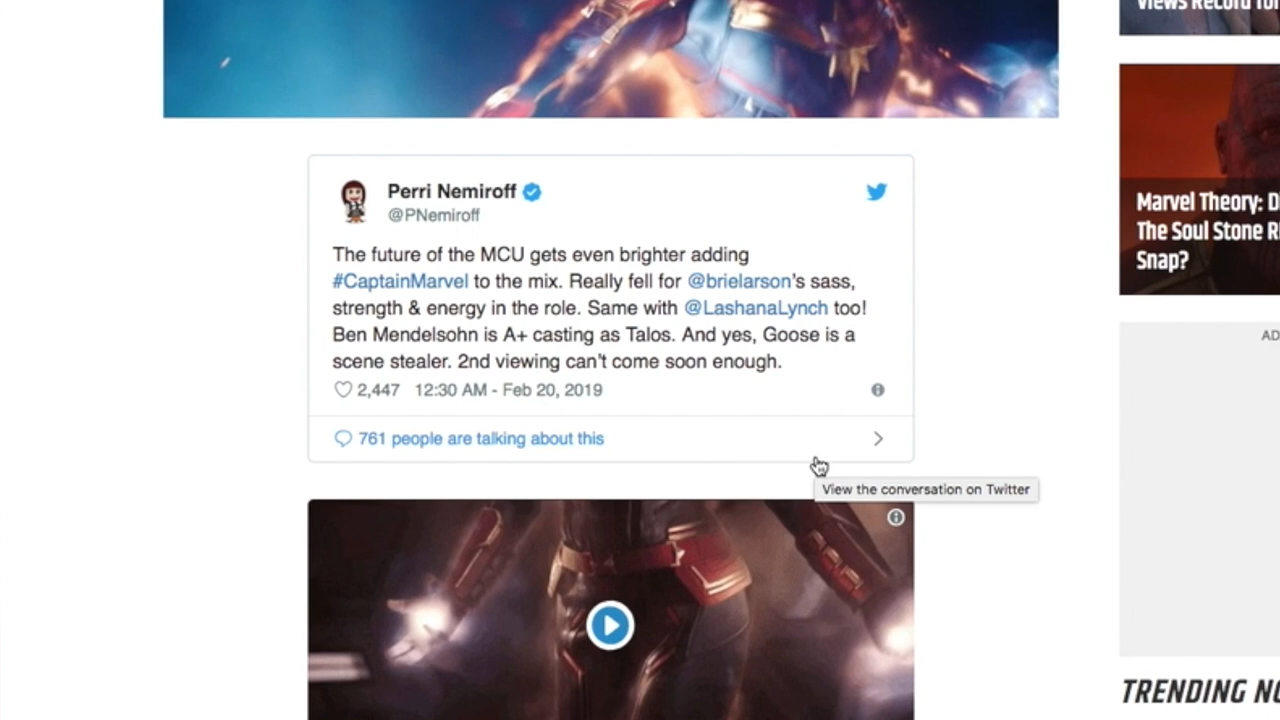 Views Record for
Perri Nemiroff
@PNemiroff
The future of the MCU gets even brighter adding
#CaptainMarvel to the mix. Really fell for @brielarson's sass,
strength & energy in the role. Same with @LashanaLynch too!
Ben Mendelsohn is A+ casting as Talos. And yes, Goose is a
scene stealer. 2nd viewing can't come soon enough.
2,447 12:30 AM - Feb 20, 2019
761 people are talking about this
View the conversation on Twitter
Marvel Theory: D
The Soul Stone R
Snap?
AD
TRENDING NO